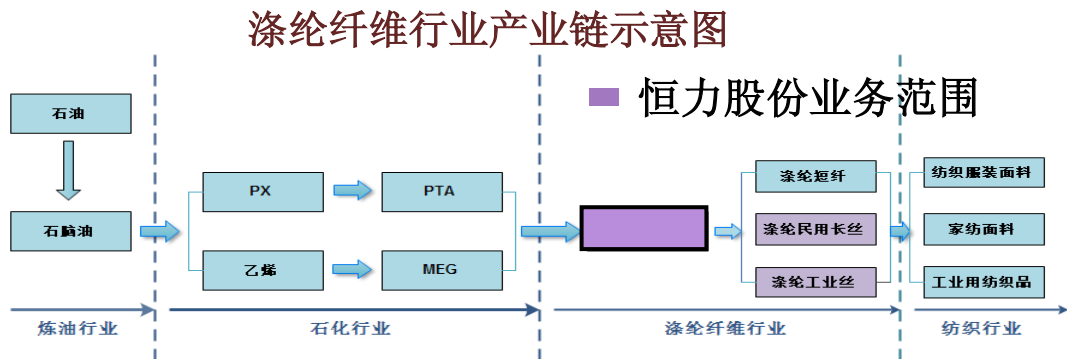 涤纶纤维行业产业链示意图
恒力股份业务范围
石油
石脑油
PX
PTA
乙烯
MEG
涤纶短纤
涤纶民用长丝
涤纶工业丝
纺织服装面料
家纺面料
工业用纺织品
炼油行业
石化行业
涤纶纤维行业
纺织行业